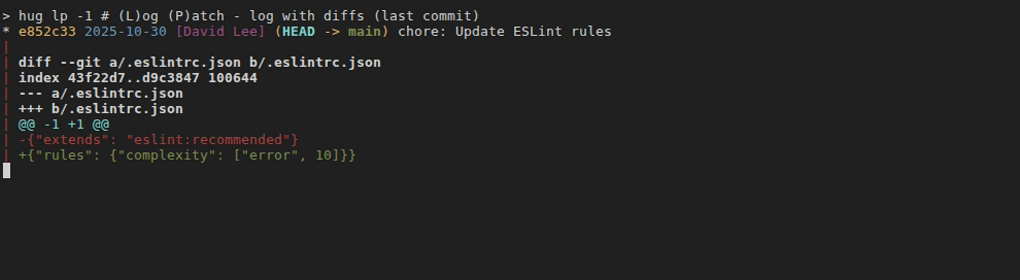 > hug lp -1 # (L)og (P)atch - log with diffs (last commit)
* e852c33 2025-10-30 [David Lee] (HEAD -> main) chore: Update ESLint rules
|
| diff --git a/.eslintrc.json b/.eslintrc.json
| index 43f22d7..d9c3847 100644
| --- a/.eslintrc.json
| +++ b/.eslintrc.json
| @@ -1 +1 @@
| -{"extends": "eslint:recommended"}
| +{"rules": {"complexity": ["error", 10]}}